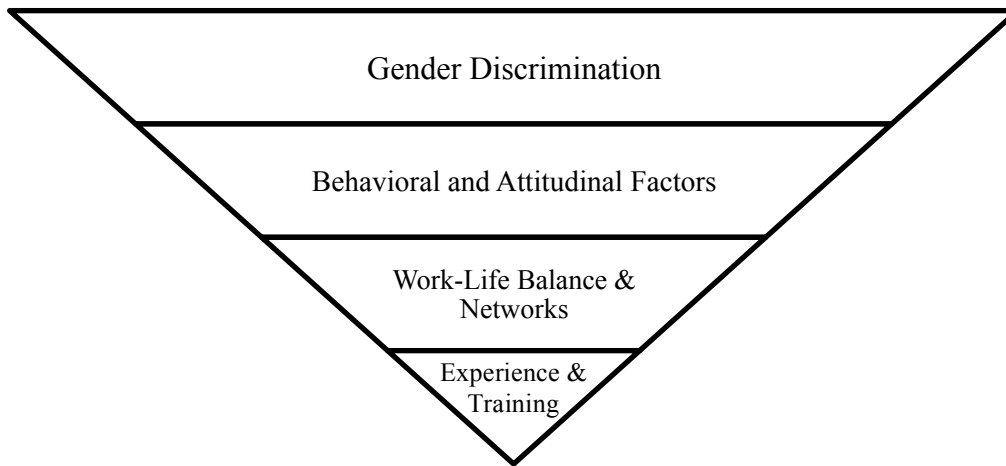 Gender Discrimination
Behavioral and Attitudinal Factors
Work-Life Balance &
Networks
Experience &
Training